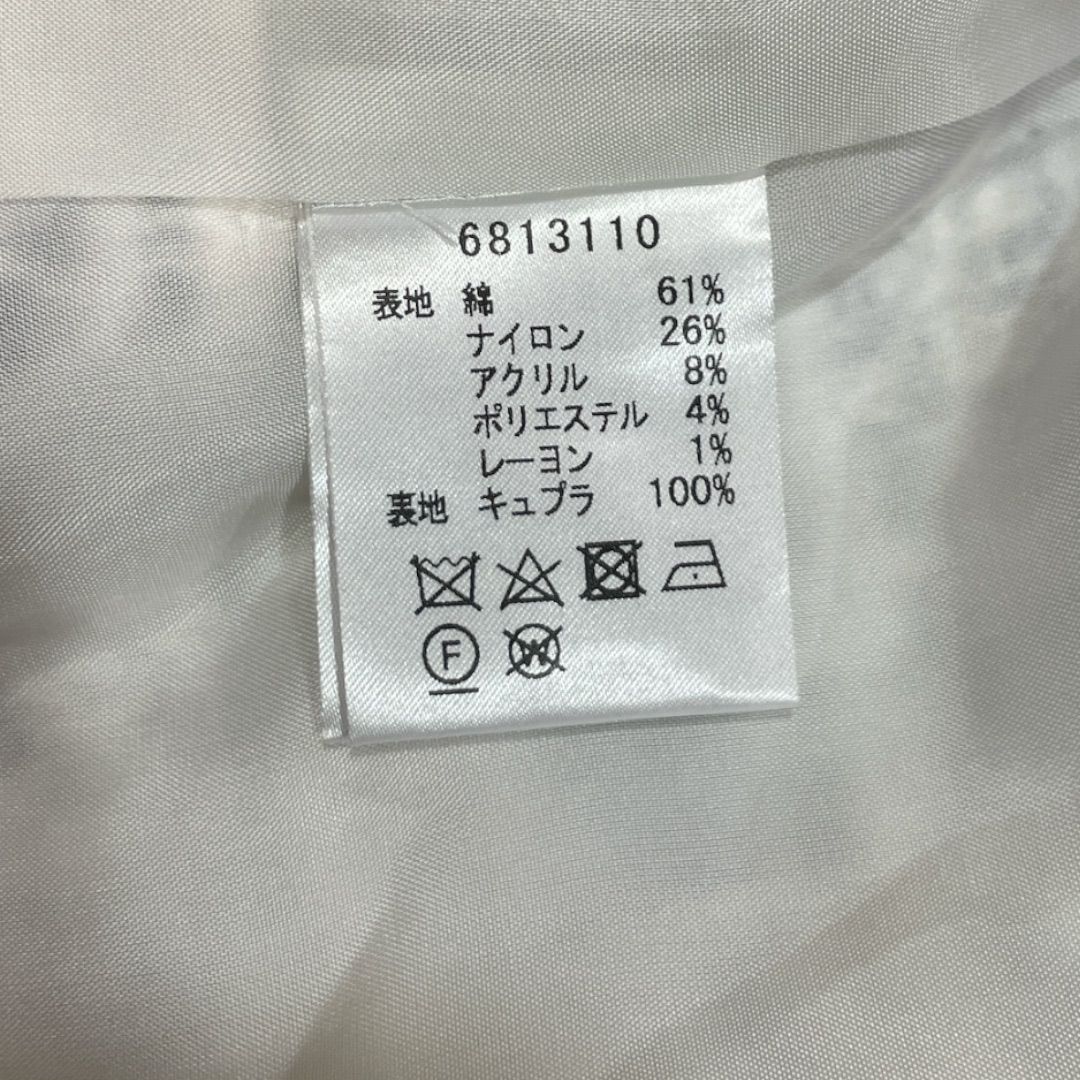 6813110
表地 綿 61%
ナイロン 26%
アクリル 8%
ポリエステル 4%
レーヨン 1%
裏地 キュプラ 100%
F W